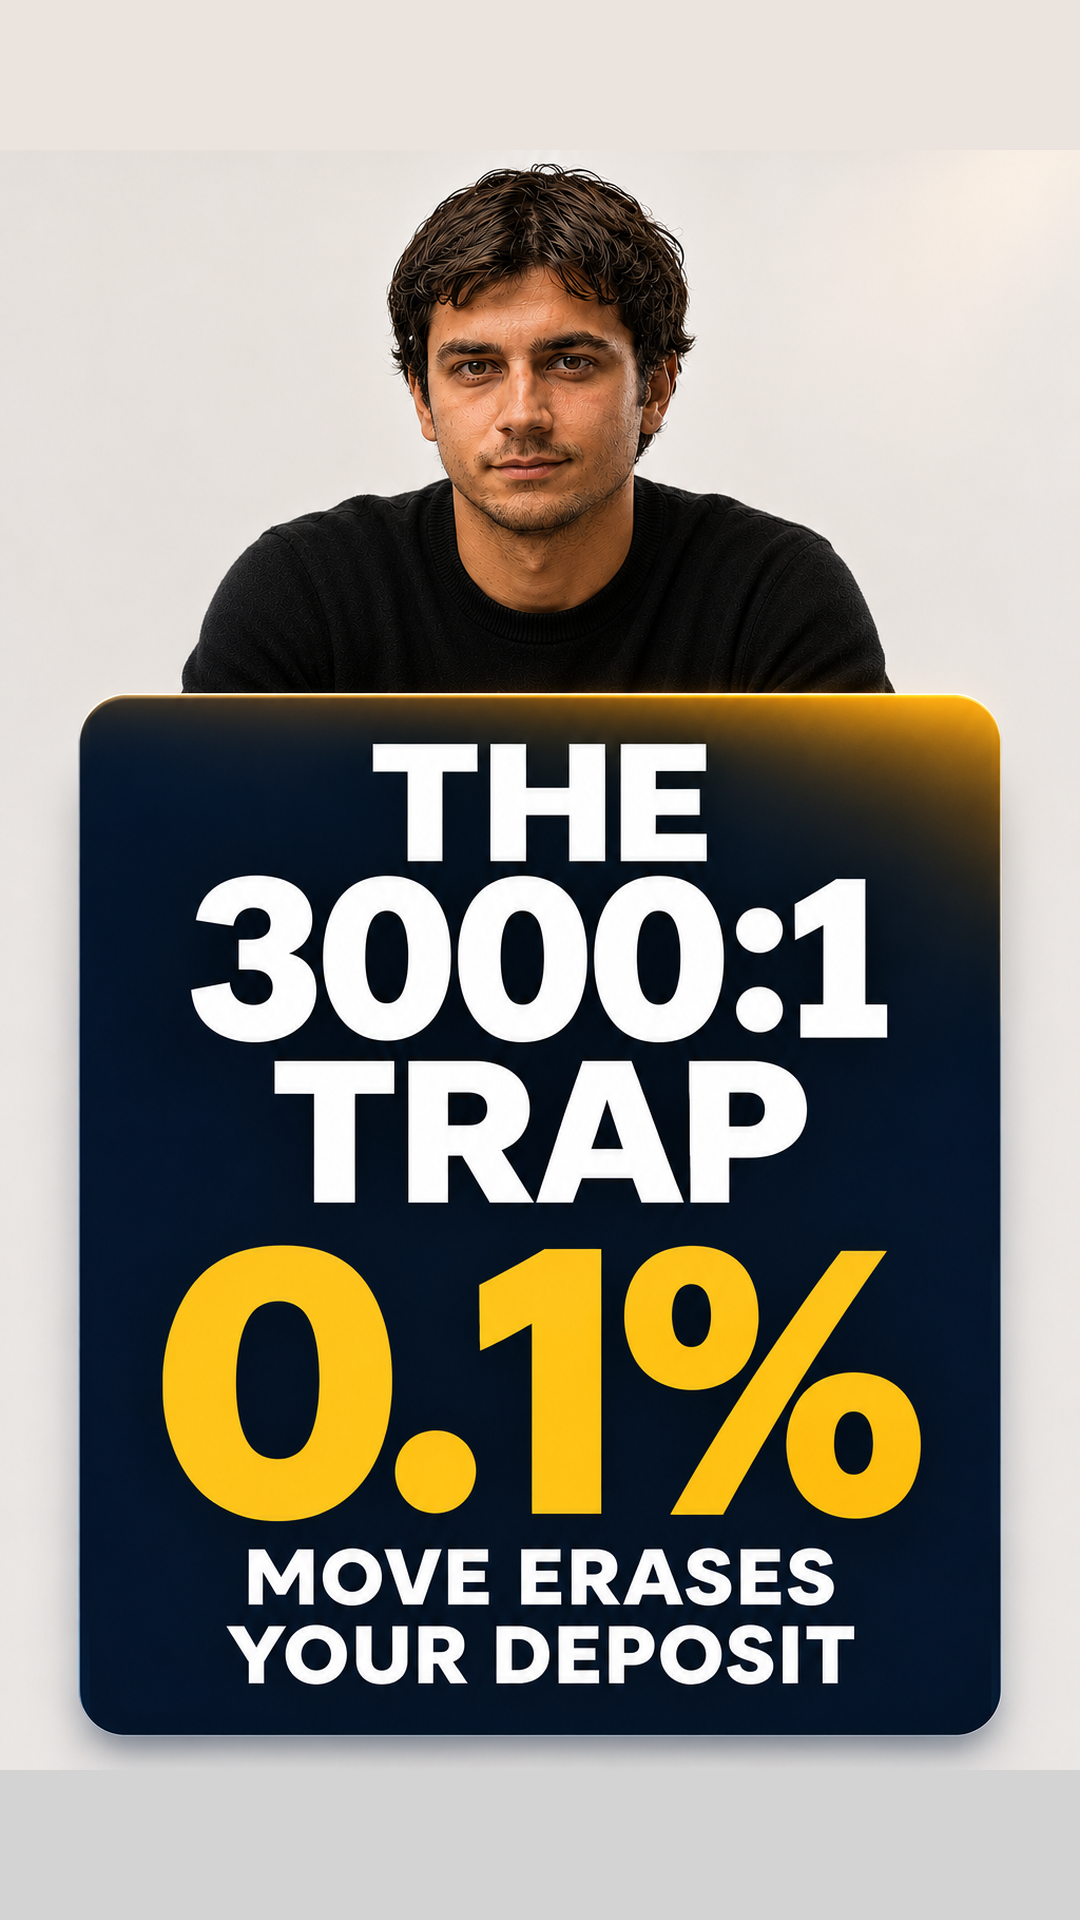 THE
3000:1
TRAP
0.1%
MOVE ERASES
YOUR DEPOSIT